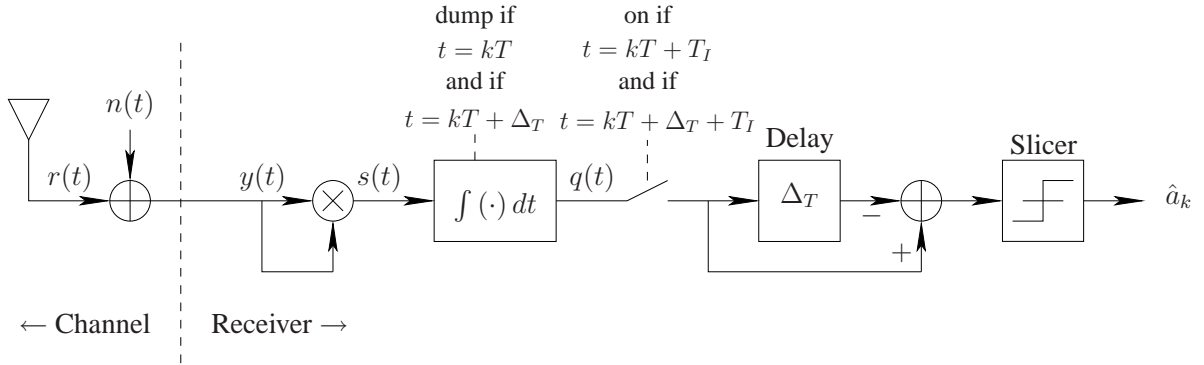 dump if
t = kT
and if
t = kT + Δ_T
on if
t = kT + T_I
and if
t = kT + Δ_T + T_I
n(t)
r(t)
y(t)
s(t)
∫ (·) dt
q(t)
Delay
Δ_T
−
+
Slicer
â_k
← Channel
Receiver →